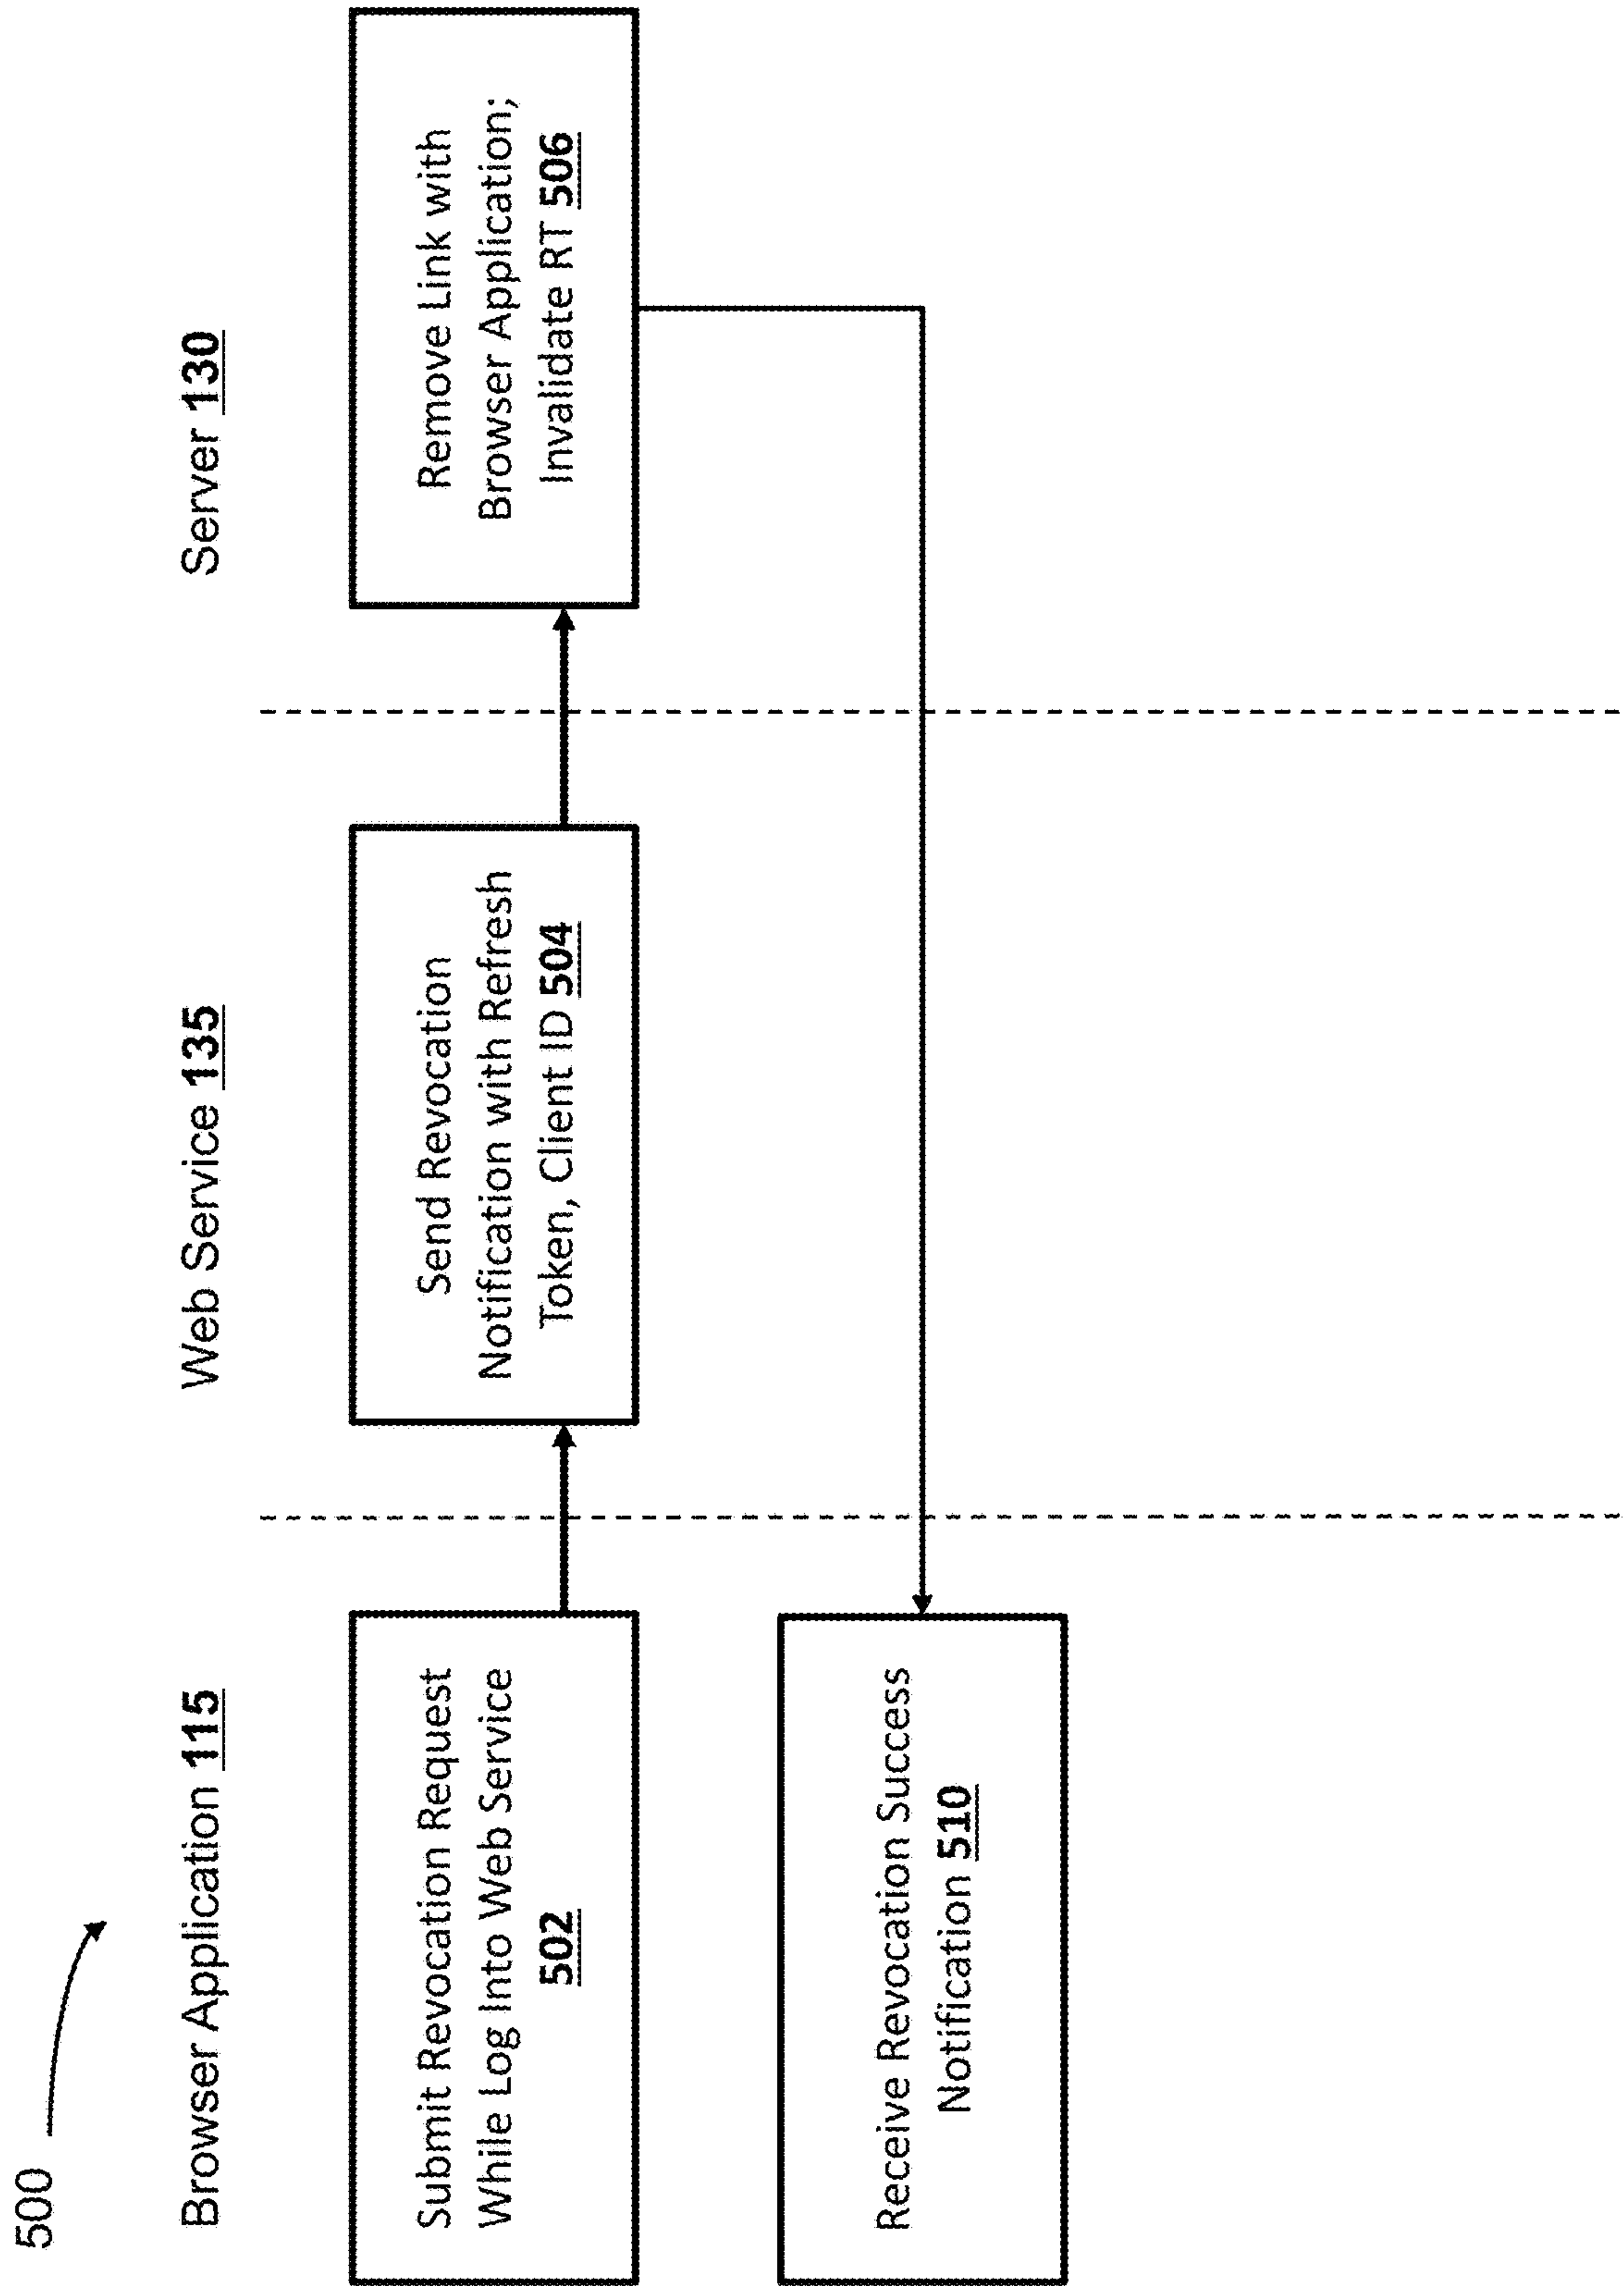 500
Browser Application 115
Web Service 135
Server 130
Submit Revocation Request
While Log Into Web Service
502
Send Revocation
Notification with Refresh
Token, Client ID 504
Remove Link with
Browser Application;
Invalidate RT 506
Receive Revocation Success
Notification 510